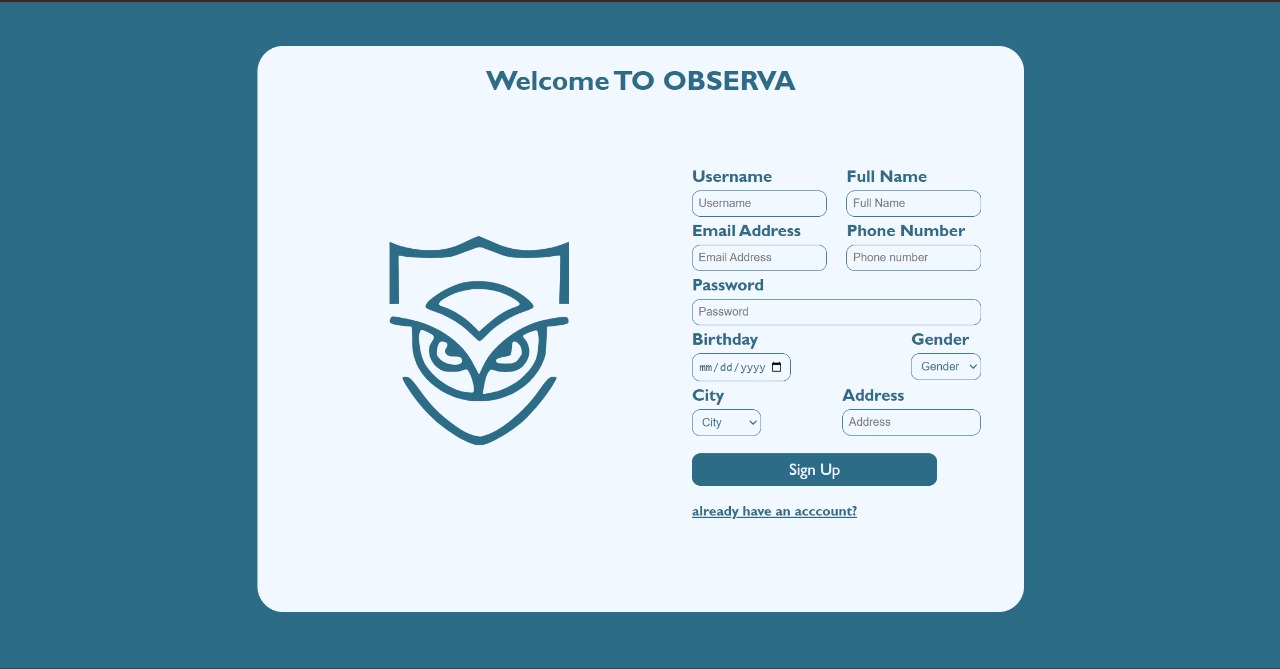 Welcome TO OBSERVA
Username Full Name
Username Full Name
Email Address Phone Number
Email Address Phone number
Password
Password
Birthday Gender
mm/dd/yyyy Gender
City Address
City Address
Sign Up
already have an acccount?